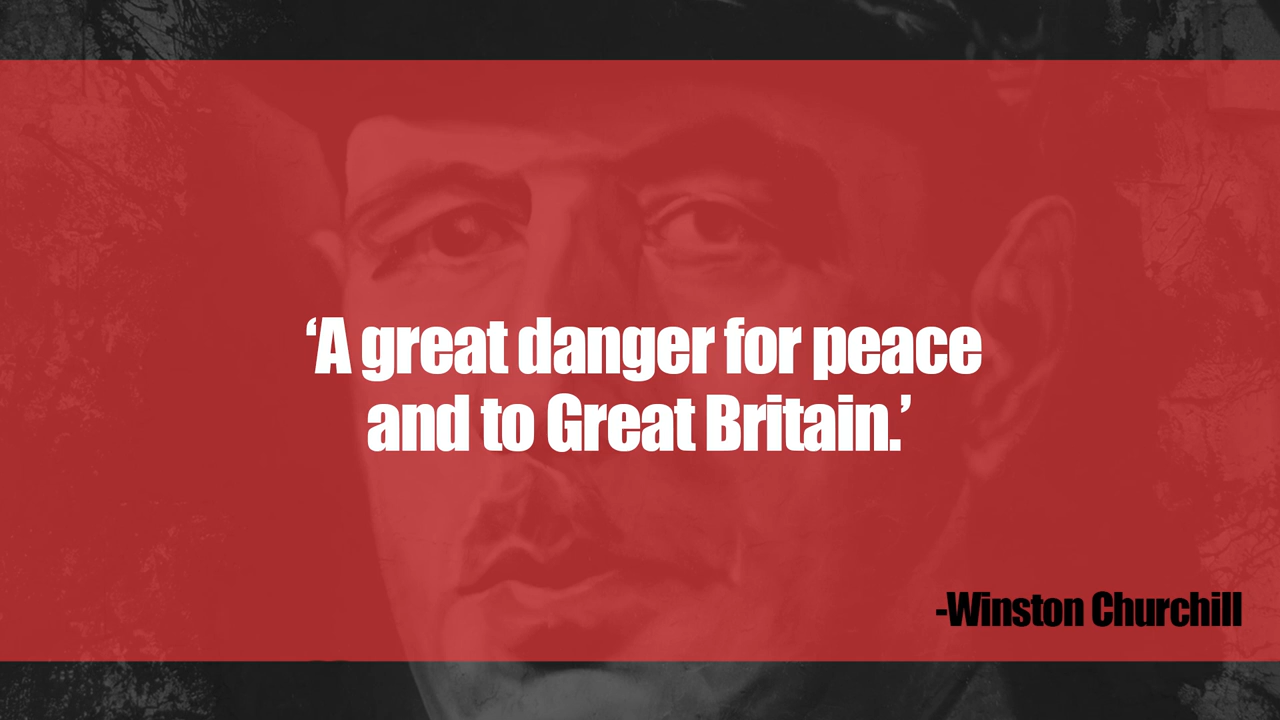 ‘A great danger for peace
and to Great Britain.’
-Winston Churchill